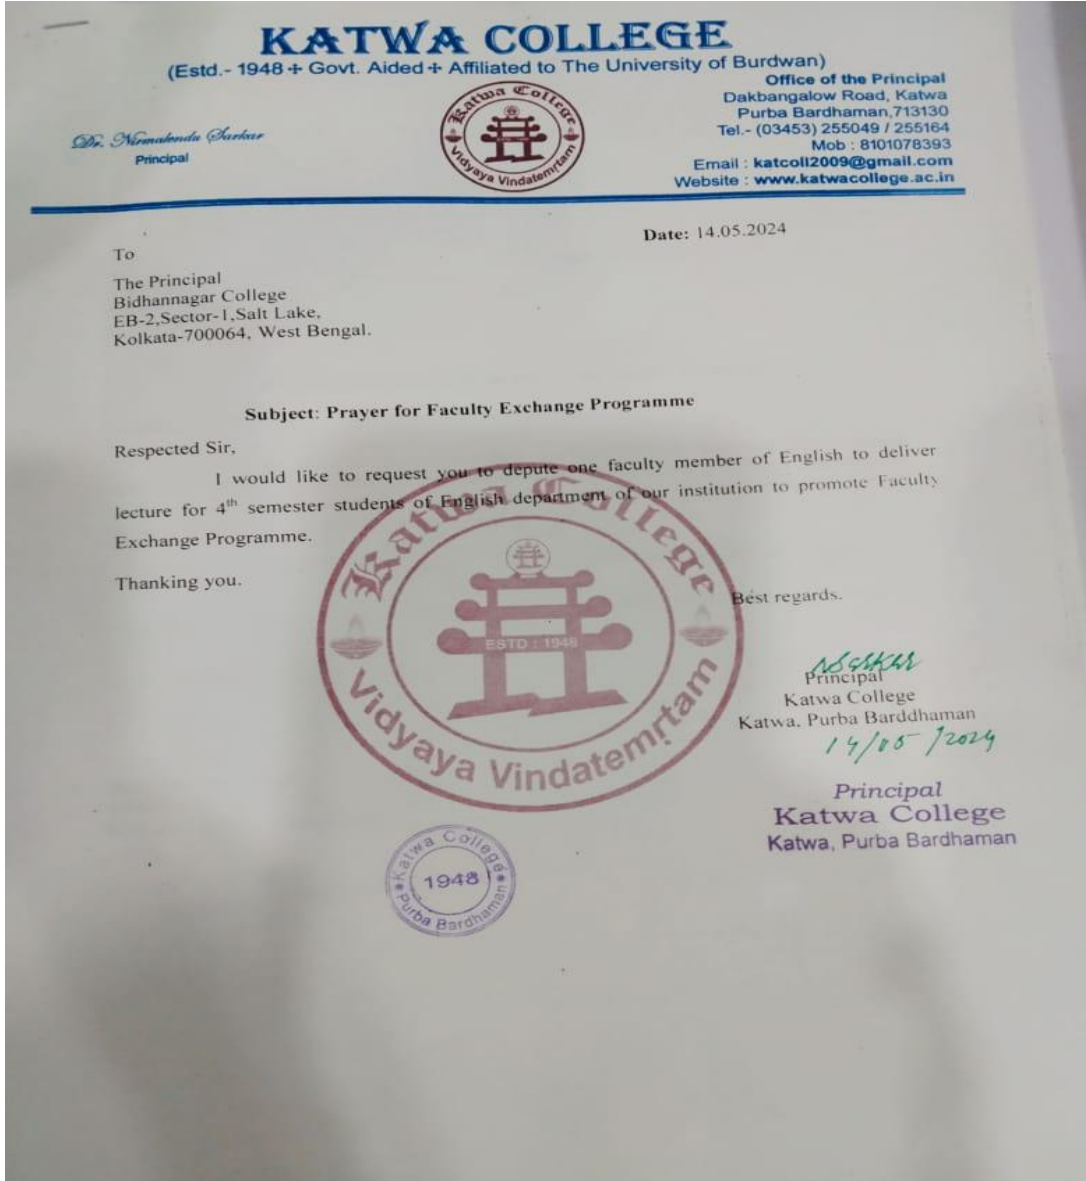 KATWA COLLEGE
(Estd.- 1948 + Govt. Aided + Affiliated to The University of Burdwan)
Office of the Principal
Dakbangalow Road, Katwa
Purba Bardhaman,713130
Tel.- (03453) 255049 / 255164
Mob : 8101078393
Email : katcoll2009@gmail.com
Website : www.katwacollege.ac.in
Dr. Nirmalendu Sarkar
Principal
Katwa College
Vidyaya Vindatemrtam
Date: 14.05.2024
To
The Principal
Bidhannagar College
EB-2,Sector-1,Salt Lake,
Kolkata-700064, West Bengal.
Subject: Prayer for Faculty Exchange Programme
Respected Sir,
I would like to request you to depute one faculty member of English to deliver
lecture for 4th semester students of English department of our institution to promote Faculty
Exchange Programme.
Thanking you.
Best regards.
Katwa College
ESTD : 1948
Vidyaya Vindatemṛtam
NSarkar
Principal
Katwa College
Katwa, Purba Barddhaman
14/05/2024
Principal
Katwa College
Katwa, Purba Bardhaman
Katwa College
1948
Purba Bardhaman